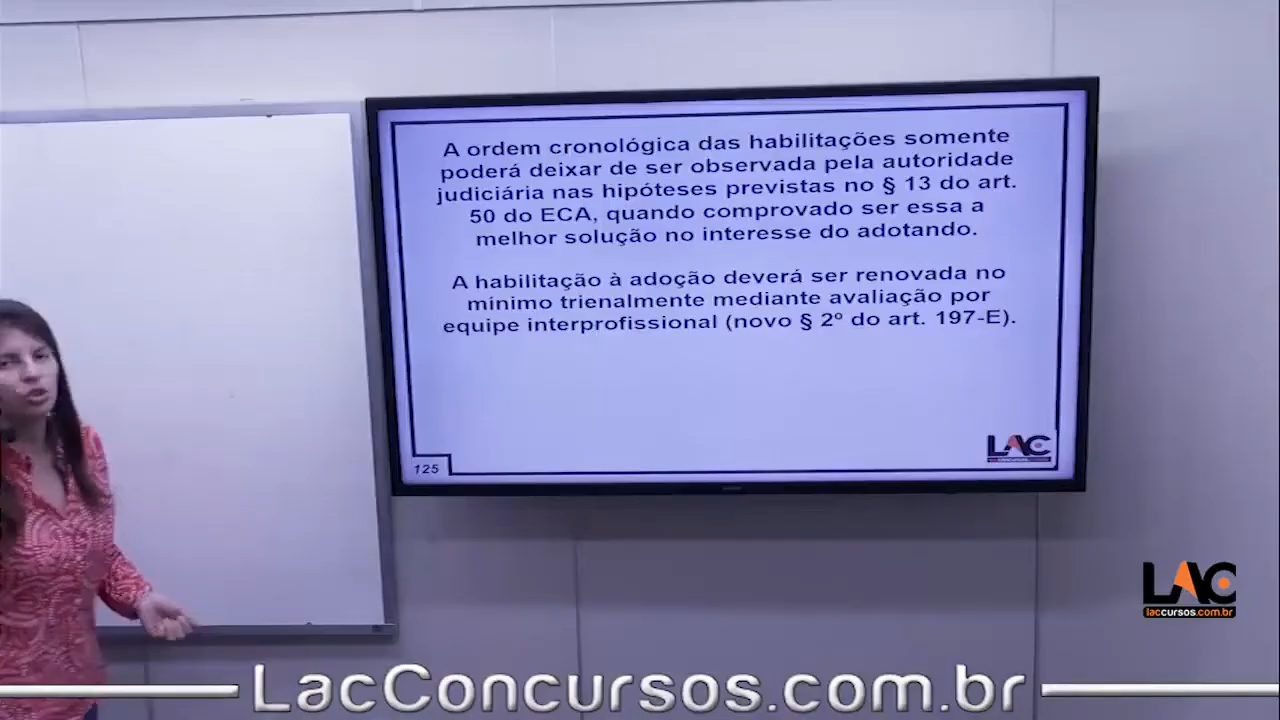 A ordem cronológica das habilitações somente
poderá deixar de ser observada pela autoridade
judiciária nas hipóteses previstas no § 13 do art.
50 do ECA, quando comprovado ser essa a
melhor solução no interesse do adotando.
A habilitação à adoção deverá ser renovada no
mínimo trienalmente mediante avaliação por
equipe interprofissional (novo § 2º do art. 197-E).
LAC
125
LAC
laccursos.com.br
LacConcursos.com.br